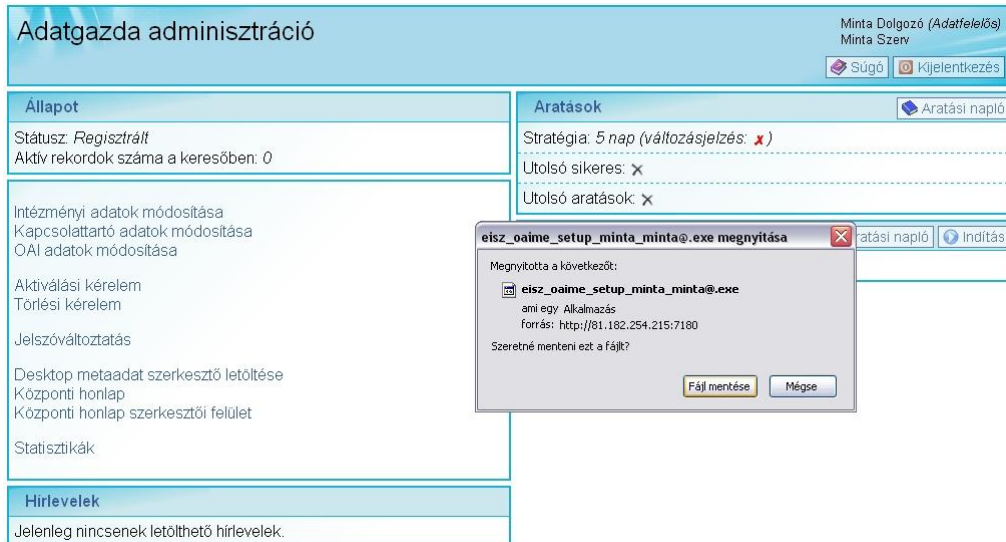 Adatgazda adminisztráció
Minta Dolgozó (Adatfelelős)
Minta Szerv
Súgó
Kijelentkezés
Állapot
Státusz: Regisztrált
Aktív rekordok száma a keresőben: 0
Intézményi adatok módosítása
Kapcsolattartó adatok módosítása
OAI adatok módosítása
Aktiválási kérelem
Törlési kérelem
Jelszóváltoztatás
Desktop metaadat szerkesztő letöltése
Központi honlap
Központi honlap szerkesztői felület
Statisztikák
Hírlevelek
Jelenleg nincsenek letölthető hírlevelek.
Aratások
Aratási napló
Stratégia: 5 nap (változásjelzés: ✗)
Utolsó sikeres: ✗
Utolsó aratások: ✗
ratási napló
Indítás
eisz_oaime_setup_minta_minta@.exe megnyitása
Megnyitotta a következőt:
eisz_oaime_setup_minta_minta@.exe
ami egy Alkalmazás
forrás: http://81.182.254.215:7180
Szeretné menteni ezt a fájlt?
Fájl mentése
Mégse